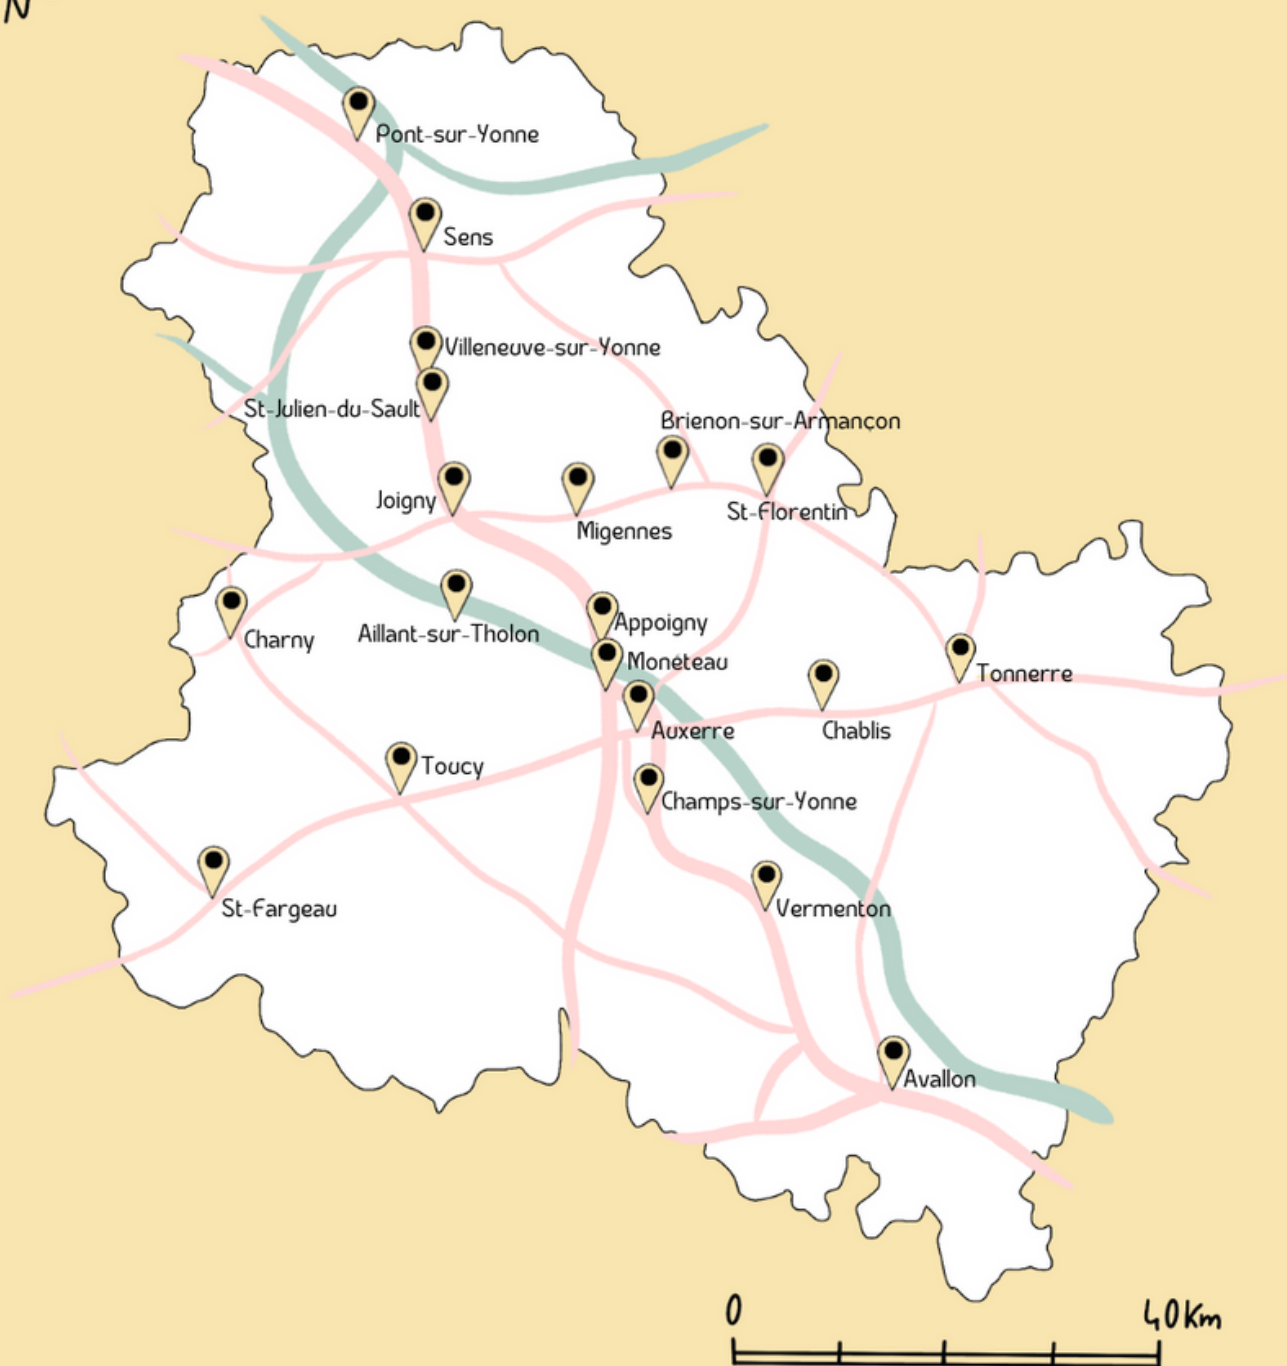 N
Pont-sur-Yonne
Sens
Villeneuve-sur-Yonne
St-Julien-du-Sault
Brienon-sur-Armançon
Joigny
St-Florentin
Migennes
Appoigny
Aillant-sur-Tholon
Charny
Moneteau
Tonnerre
Auxerre
Chablis
Toucy
Champs-sur-Yonne
St-Fargeau
Vermenton
Avallon
0
40Km